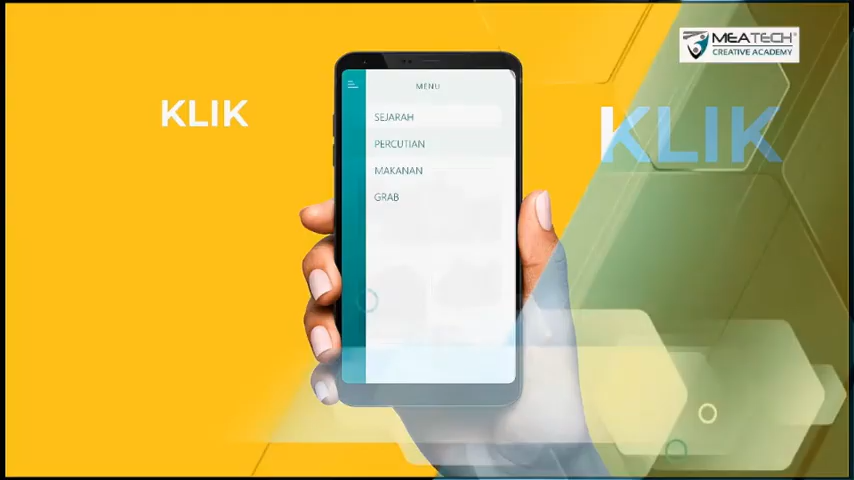 MEATECH
CREATIVE ACADEMY
KLIK
KLIK
MENU
SEJARAH
PERCUTIAN
MAKANAN
GRAB